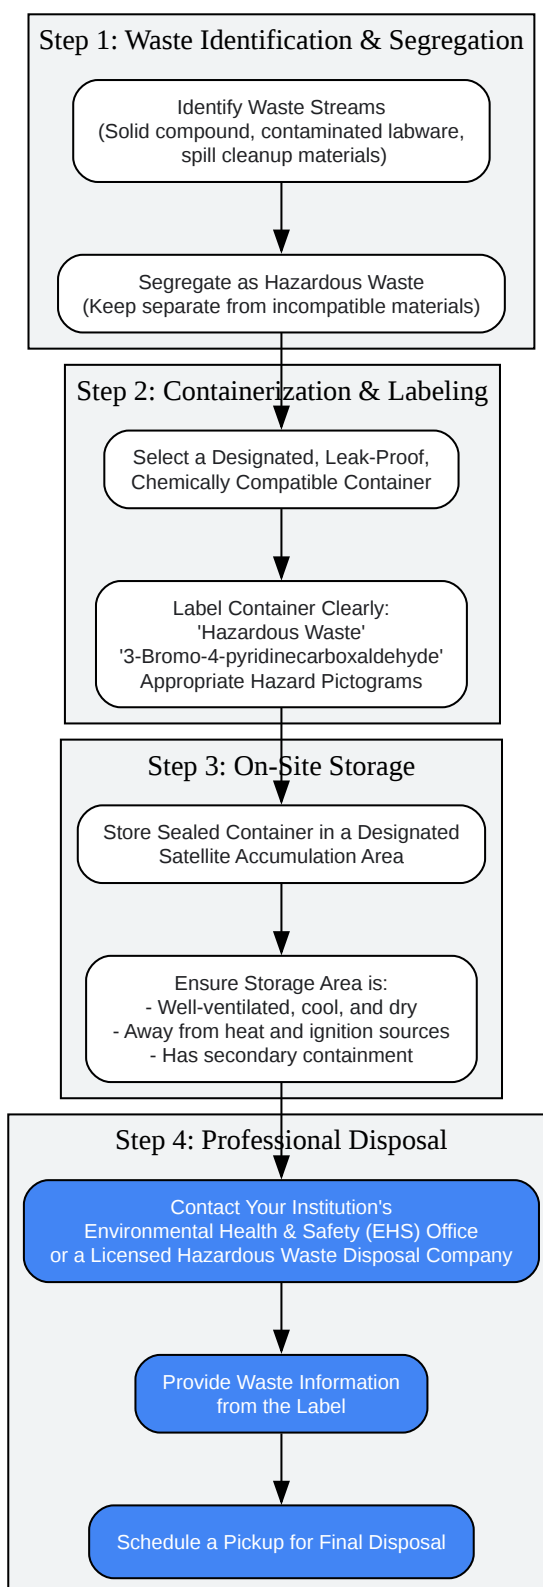 Step 1: Waste Identification & Segregation
Identify Waste Streams
(Solid compound, contaminated labware,
spill cleanup materials)
Segregate as Hazardous Waste
(Keep separate from incompatible materials)
Step 2: Containerization & Labeling
Select a Designated, Leak-Proof,
Chemically Compatible Container
Label Container Clearly:
'Hazardous Waste'
'3-Bromo-4-pyridinecarboxaldehyde'
Appropriate Hazard Pictograms
Step 3: On-Site Storage
Store Sealed Container in a Designated
Satellite Accumulation Area
Ensure Storage Area is:
- Well-ventilated, cool, and dry
- Away from heat and ignition sources
- Has secondary containment
Step 4: Professional Disposal
Contact Your Institution's
Environmental Health & Safety (EHS) Office
or a Licensed Hazardous Waste Disposal Company
Provide Waste Information
from the Label
Schedule a Pickup for Final Disposal